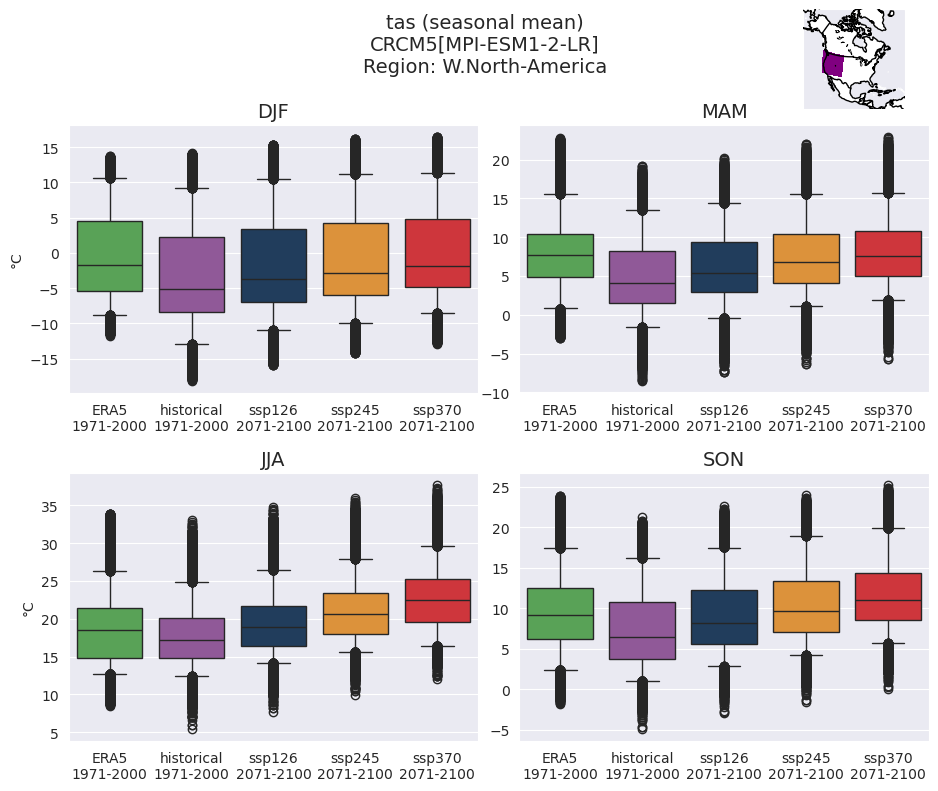 tas (seasonal mean)
CRCM5[MPI-ESM1-2-LR]
Region: W.North-America
DJF
°C
15
10
5
0
−5
−10
−15
ERA5 historical ssp126 ssp245 ssp370
1971-2000 1971-2000 2071-2100 2071-2100 2071-2100
MAM
20
15
10
5
0
−5
−10
ERA5 historical ssp126 ssp245 ssp370
1971-2000 1971-2000 2071-2100 2071-2100 2071-2100
JJA
°C
35
30
25
20
15
10
5
ERA5 historical ssp126 ssp245 ssp370
1971-2000 1971-2000 2071-2100 2071-2100 2071-2100
SON
25
20
15
10
5
0
−5
ERA5 historical ssp126 ssp245 ssp370
1971-2000 1971-2000 2071-2100 2071-2100 2071-2100